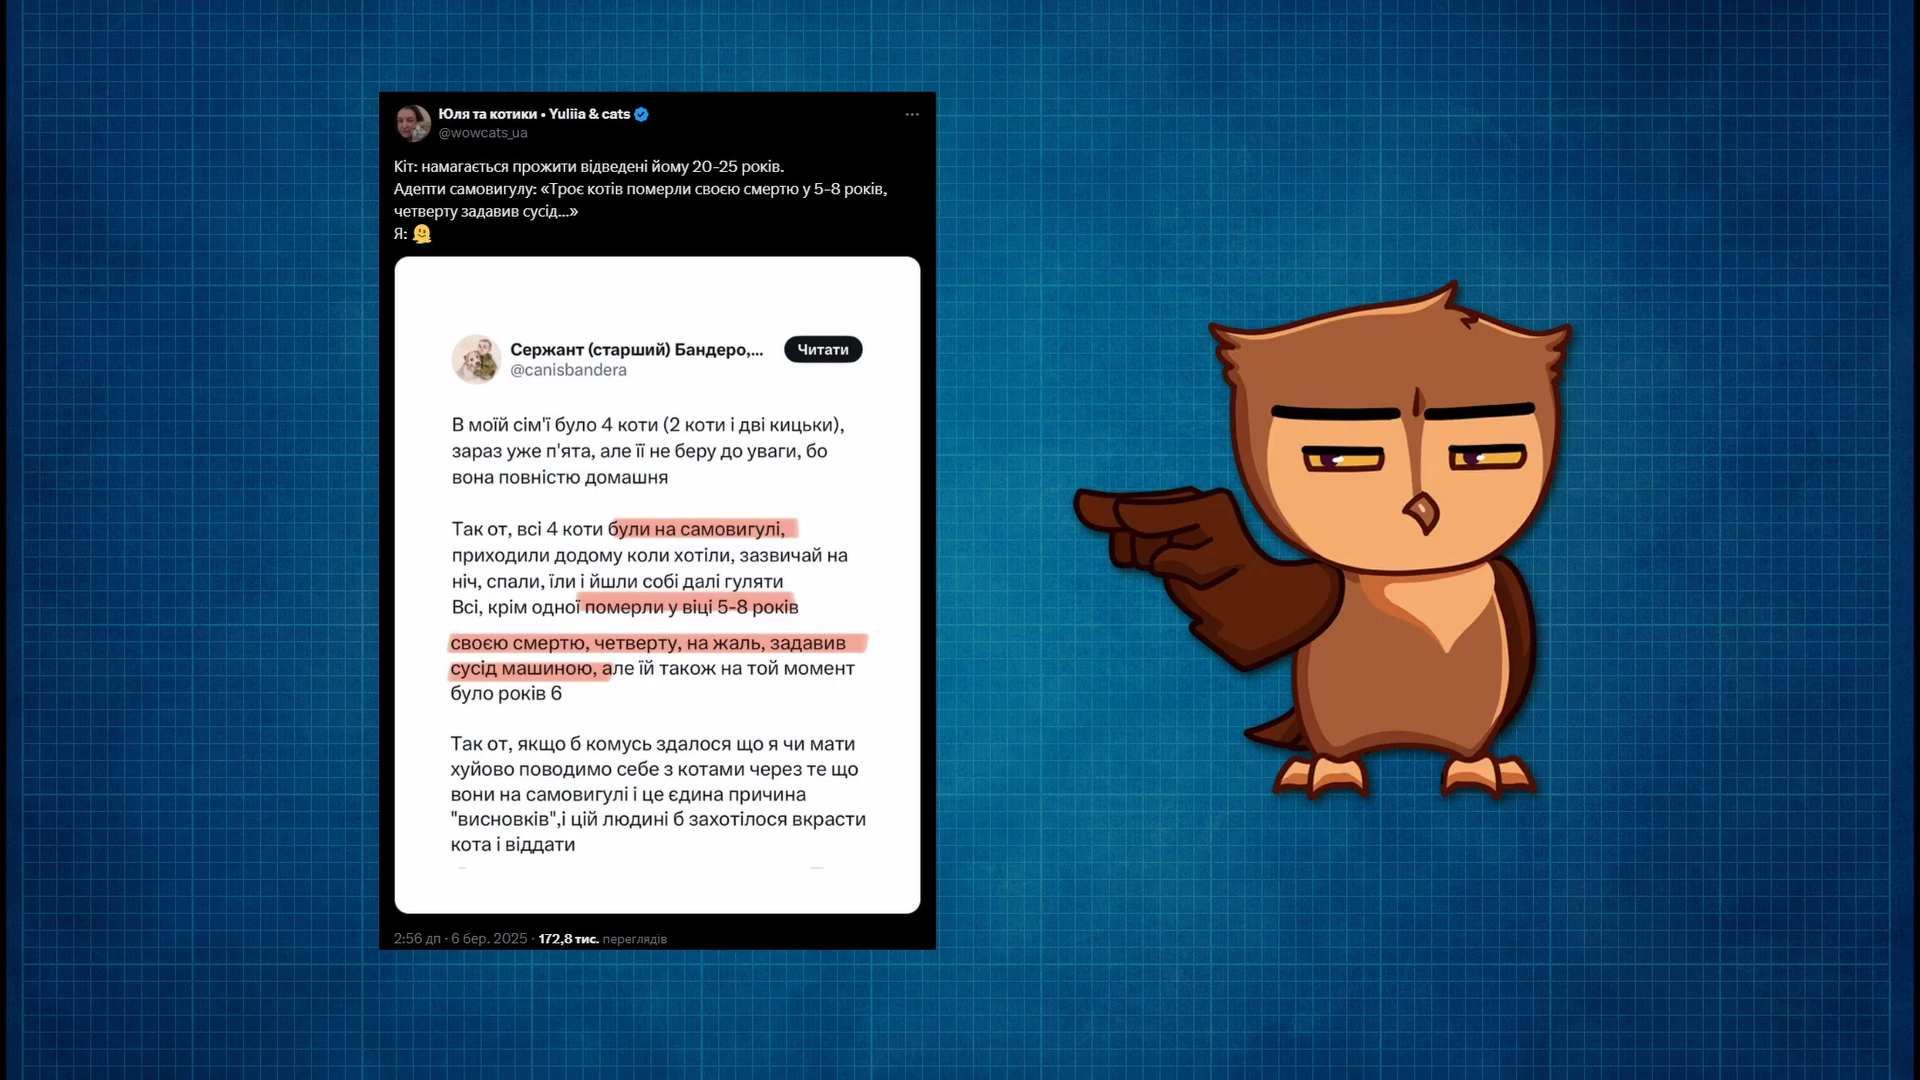 Юля та котики • Yuliia & cats
@wowcats_ua
Кіт: намагається прожити відведені йому 20-25 років.
Адепти самовигулу: «Троє котів померли своєю смертю у 5-8 років,
четверту задавив сусід...»
Я: 🫠
Сержант (старший) Бандеро,...
Читати
@canisbandera
В моїй сім'ї було 4 коти (2 коти і дві кицьки),
зараз уже п'ята, але її не беру до уваги, бо
вона повністю домашня
Так от, всі 4 коти були на самовигулі,
приходили додому коли хотіли, зазвичай на
ніч, спали, їли і йшли собі далі гуляти
Всі, крім одної померли у віці 5-8 років
своєю смертю, четверту, на жаль, задавив
сусід машиною, але їй також на той момент
було років 6
Так от, якщо б комусь здалося що я чи мати
хуйово поводимо себе з котами через те що
вони на самовигулі і це єдина причина
"висновків",і цій людині б захотілося вкрасти
кота і віддати
2:56 дп · 6 бер. 2025 · 172,8 тис. переглядів